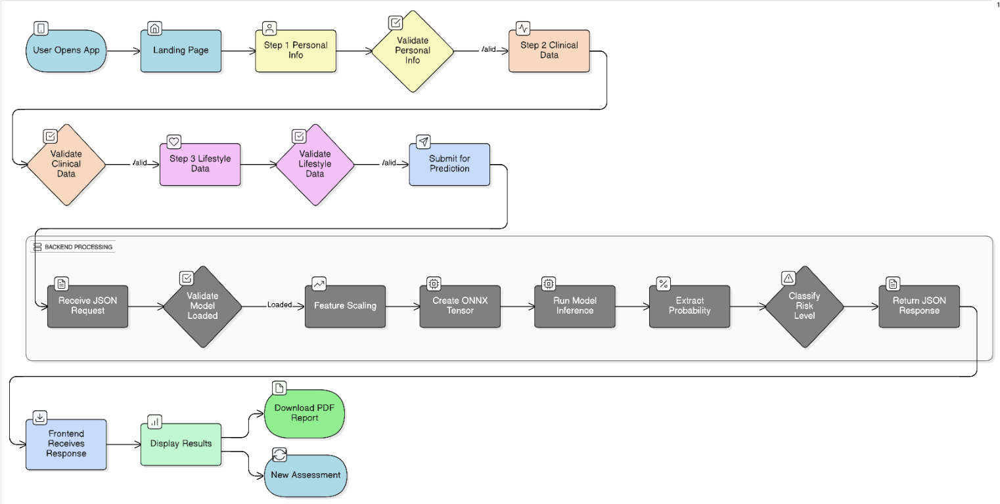 1
User Opens App
Landing Page
Step 1 Personal
Info
Validate
Personal
Info
/alid
Step 2 Clinical
Data
Validate
Clinical
Data
/alid
Step 3 Lifestyle
Data
Validate
Lifestyle
Data
/alid
Submit for
Prediction
BACKEND PROCESSING
Receive JSON
Request
Validate
Model
Loaded
Loaded
Feature Scaling
Create ONNX
Tensor
Run Model
Inference
Extract
Probability
Classify
Risk
Level
Return JSON
Response
Frontend
Receives
Response
Display Results
Download PDF
Report
New Assessment